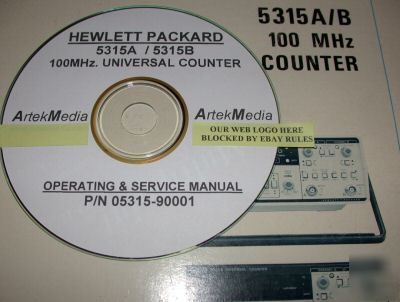 HEWLETT PACKARD
5315A / 5315B
100MHz. UNIVERSAL COUNTER
ArtekMedia
ArtekMedia
OUR WEB LOGO HERE
BLOCKED BY EBAY RULES
OPERATING & SERVICE MANUAL
P/N 05315-90001
5315A/B
100 MHz
COUNTER